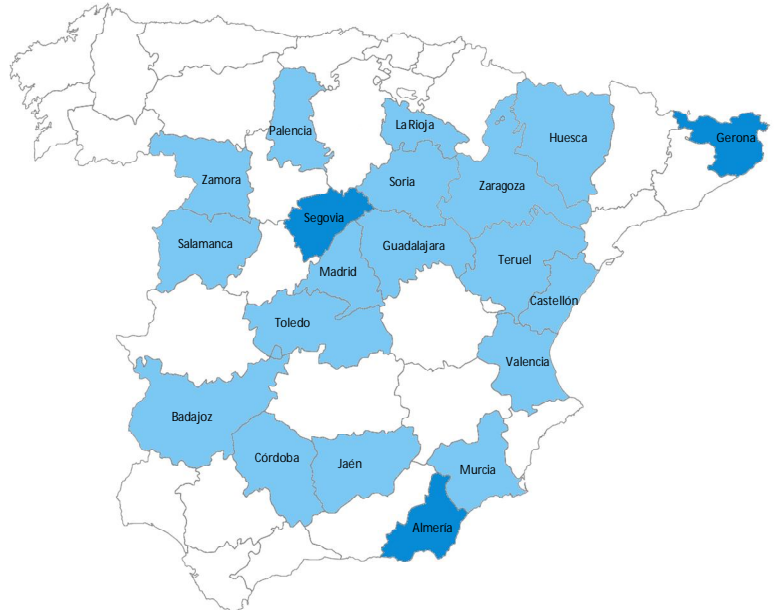 Palencia
La Rioja
Huesca
Gerona
Zamora
Soria
Zaragoza
Segovia
Salamanca
Guadalajara
Madrid
Teruel
Castellón
Toledo
Valencia
Badajoz
Córdoba
Jaén
Murcia
Almería